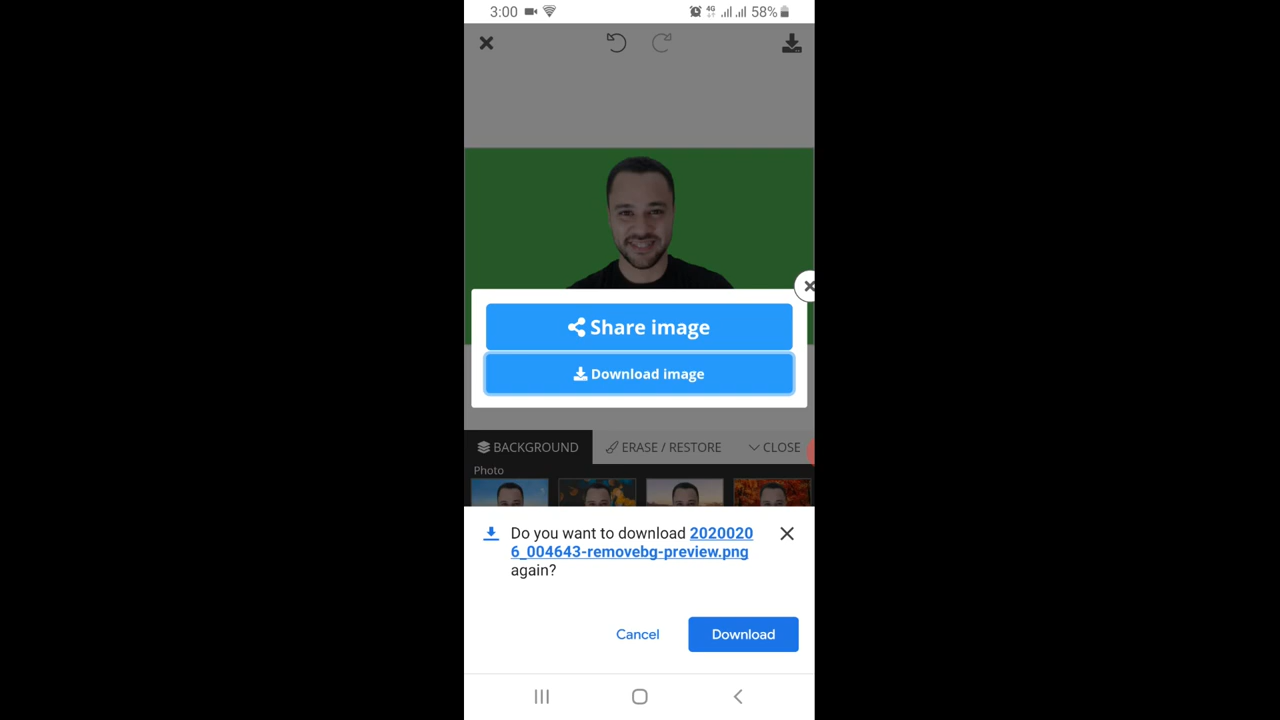 3:00 4G 58%
Share image
Download image
BACKGROUND ERASE / RESTORE CLOSE
Photo
Do you want to download 2020020
6_004643-removebg-preview.png
again?
Cancel Download